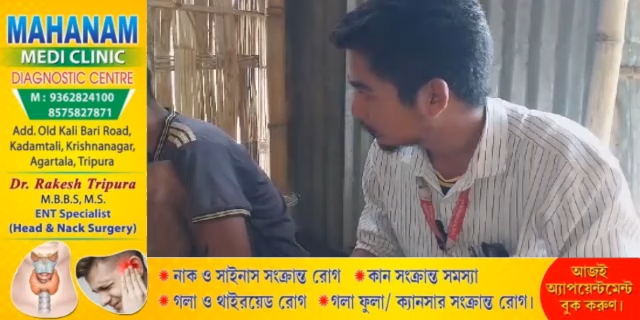 MAHANAM
MEDI CLINIC
DIAGNOSTIC CENTRE
M : 9362824100
8575827871
Add. Old Kali Bari Road,
Kadamtali, Krishnanagar,
Agartala, Tripura
Dr. Rakesh Tripura
M.B.B.S, M.S.
ENT Specialist
(Head & Nack Surgery)
* নাক ও সাইনাস সংক্রান্ত রোগ * কান সংক্রান্ত সমস্যা
* গলা ও থাইরয়েড রোগ * গলা ফুলা/ ক্যানসার সংক্রান্ত রোগ।
আজই
অ্যাপয়েন্টমেন্ট
বুক করুণ।